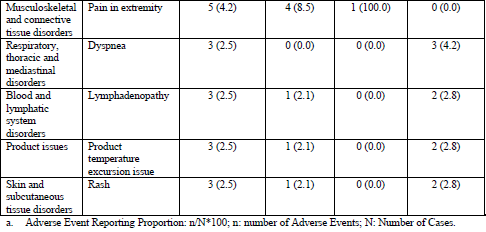 Musculoskeletal Pain in extremity 5 (4.2) 4 (8.5) 1 (100.0) 0 (0.0)
and connective
tissue disorders
Respiratory, Dyspnea 3 (2.5) 0 (0.0) 0 (0.0) 3 (4.2)
thoracic and
mediastinal
disorders
Blood and Lymphadenopathy 3 (2.5) 1 (2.1) 0 (0.0) 2 (2.8)
lymphatic
system
disorders
Product issues Product 3 (2.5) 1 (2.1) 0 (0.0) 2 (2.8)
temperature
excursion issue
Skin and Rash 3 (2.5) 1 (2.1) 0 (0.0) 2 (2.8)
subcutaneous
tissue disorders
a. Adverse Event Reporting Proportion: n/N*100; n: number of Adverse Events; N: Number of Cases.